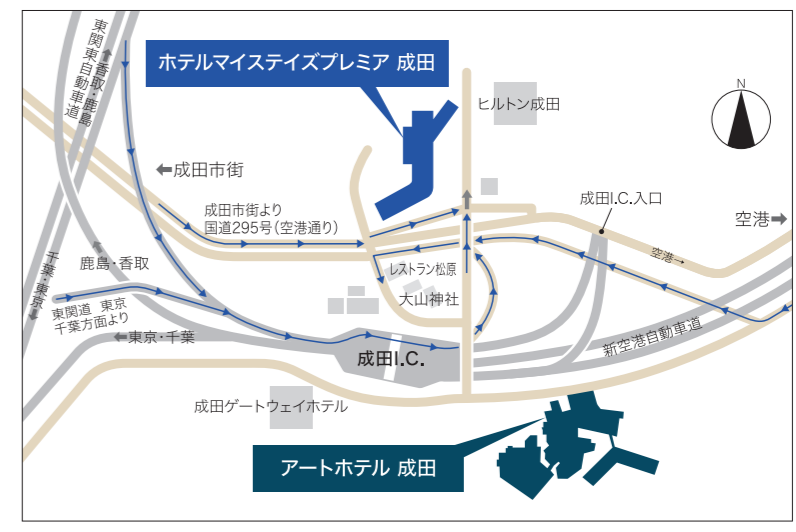 東関東自動車道
←香取・鹿島
ホテルマイステイズプレミア 成田
ヒルトン成田
N
←成田市街
成田市街より
国道295号(空港通り)
成田I.C.入口
空港→
空港→
千葉・東京→
鹿島・香取
レストラン松原
大山神社
東関道 東京
千葉方面より
←東京・千葉
成田I.C.
新空港自動車道
成田ゲートウェイホテル
アートホテル 成田